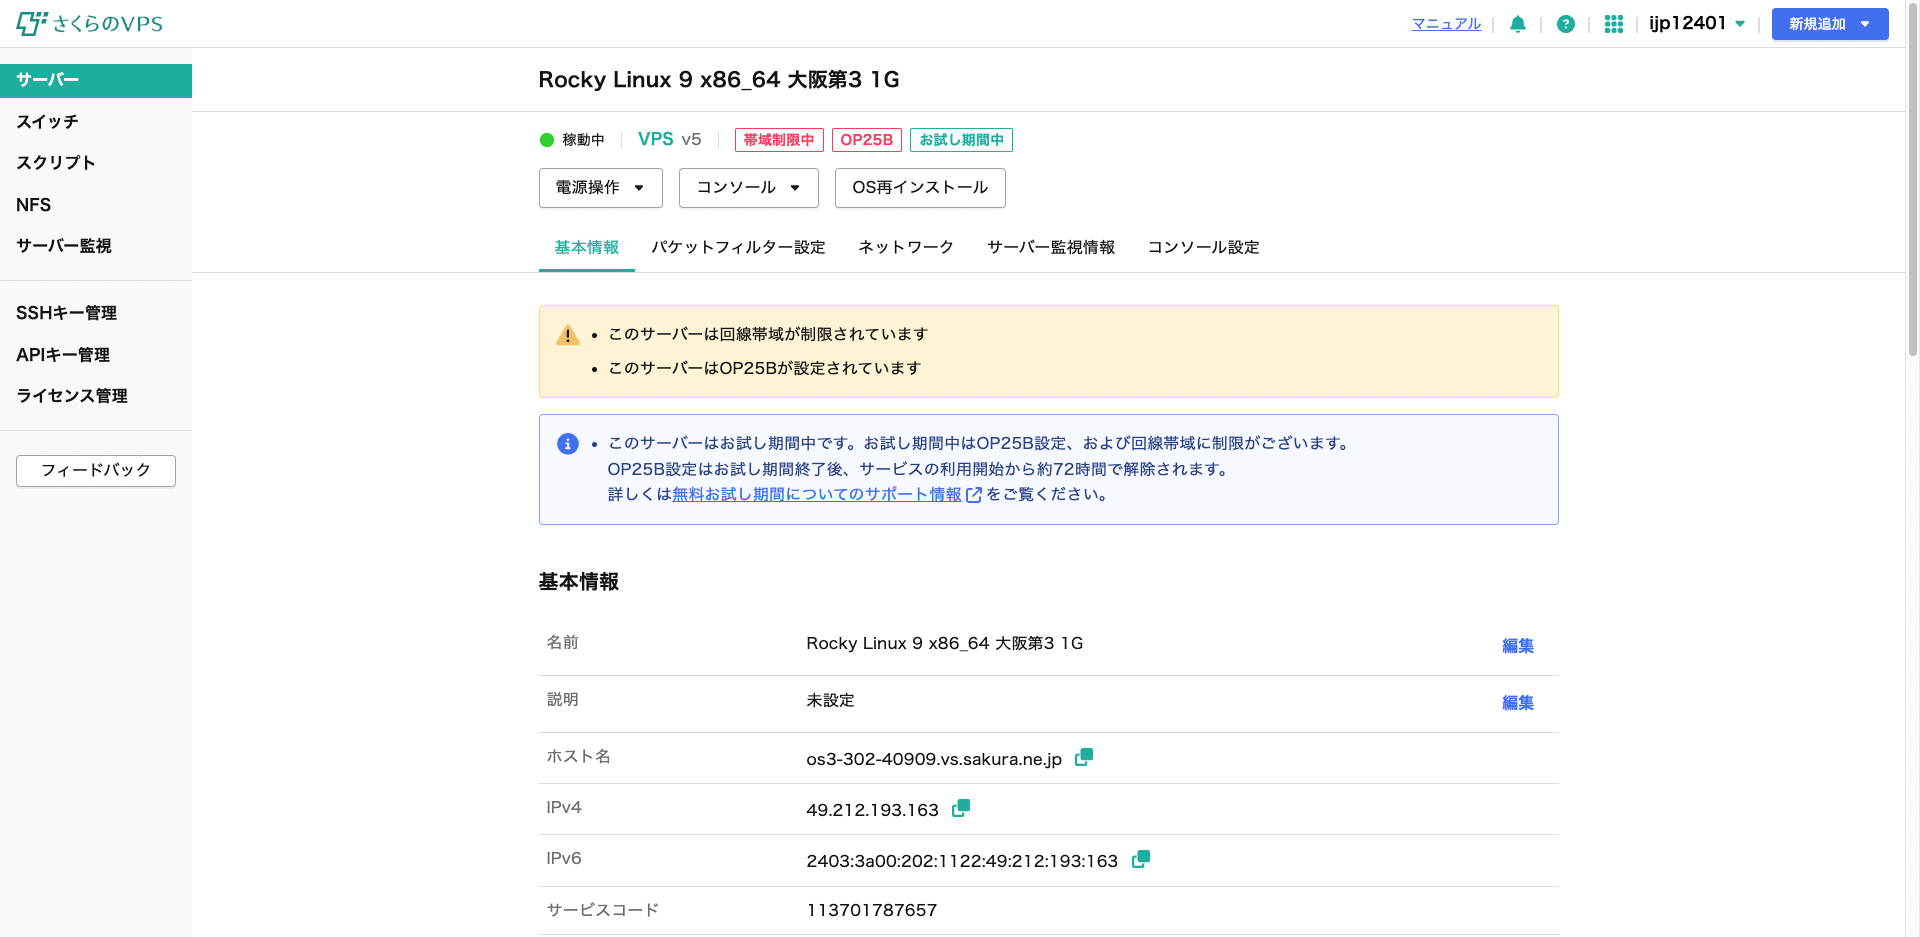 さくらのVPS
マニュアル
ijp12401
新規追加
サーバー
スイッチ
スクリプト
NFS
サーバー監視
SSHキー管理
APIキー管理
ライセンス管理
フィードバック
Rocky Linux 9 x86_64 大阪第3 1G
稼動中 VPS v5 帯域制限中 OP25B お試し期間中
電源操作 コンソール OS再インストール
基本情報 パケットフィルター設定 ネットワーク サーバー監視情報 コンソール設定
• このサーバーは回線帯域が制限されています
• このサーバーはOP25Bが設定されています
• このサーバーはお試し期間中です。お試し期間中はOP25B設定、および回線帯域に制限がございます。
OP25B設定はお試し期間終了後、サービスの利用開始から約72時間で解除されます。
詳しくは無料お試し期間についてのサポート情報をご覧ください。
基本情報
名前 Rocky Linux 9 x86_64 大阪第3 1G 編集
説明 未設定 編集
ホスト名 os3-302-40909.vs.sakura.ne.jp
IPv4 49.212.193.163
IPv6 2403:3a00:202:1122:49:212:193:163
サービスコード 113701787657